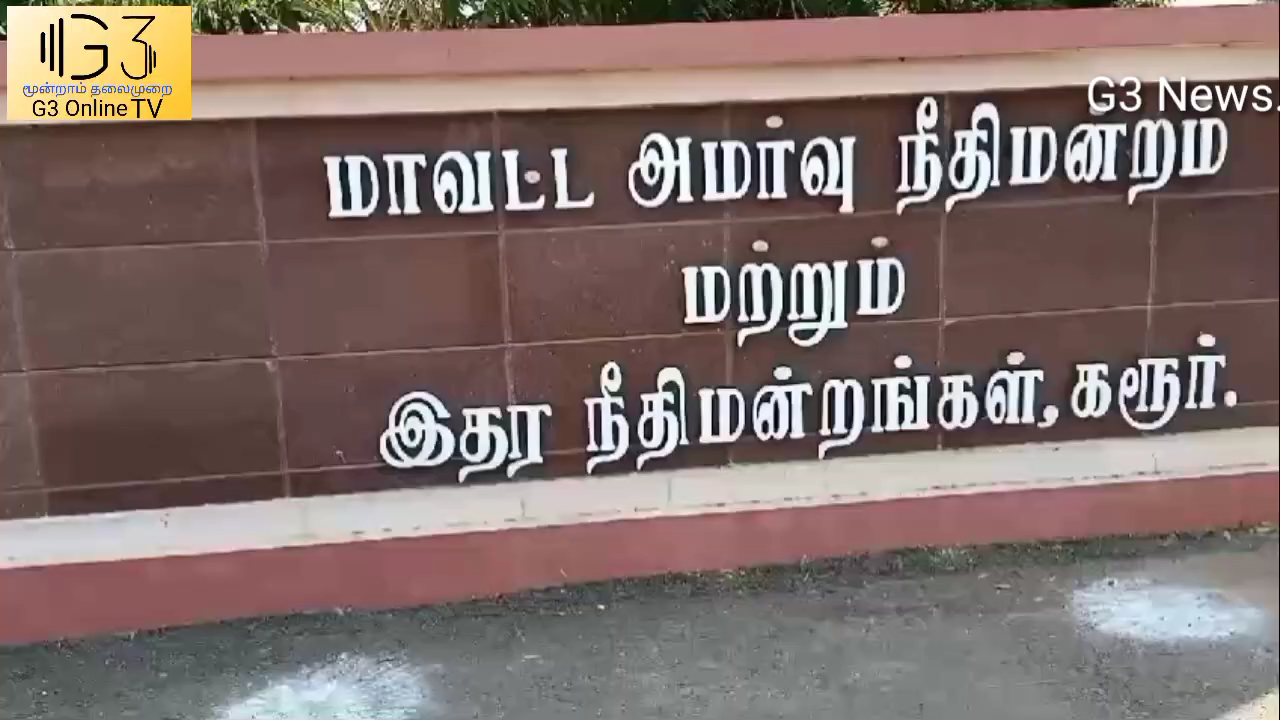 G3
மூன்றாம் தலைமுறை
G3 Online TV
G3 News.
மாவட்ட அமர்வு நீதிமன்றம்
மற்றும்
இதர நீதிமன்றங்கள், கரூர்.